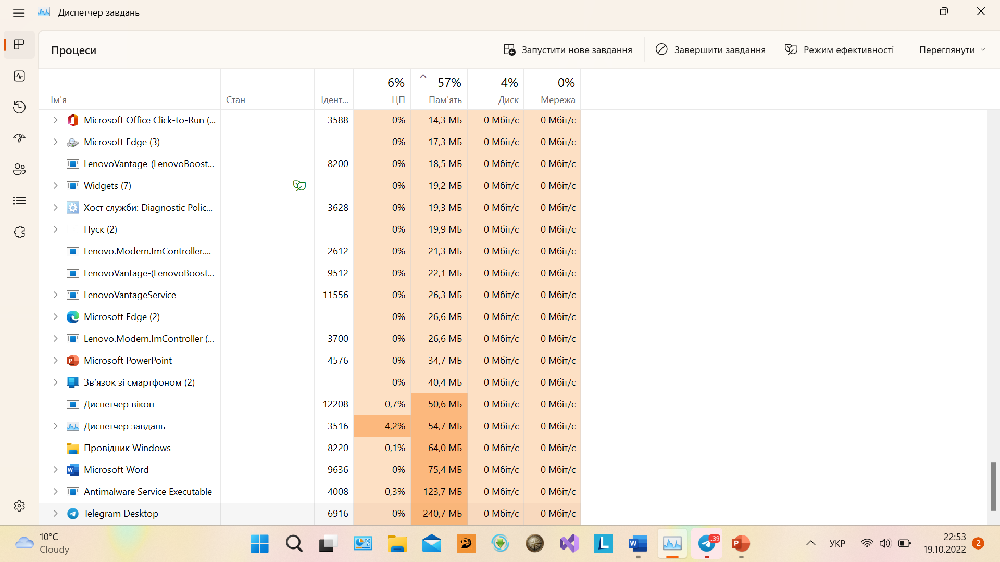 Диспетчер завдань
Процеси
Запустити нове завдання
Завершити завдання
Режим ефективності
Переглянути
6% 57% 4% 0%
Ім'я Стан Ідент... ЦП Пам'ять Диск Мережа
Microsoft Office Click-to-Run (... 3588 0% 14,3 МБ 0 Мбіт/с 0 Мбіт/с
Microsoft Edge (3) 0% 17,3 МБ 0 Мбіт/с 0 Мбіт/с
LenovoVantage-(LenovoBoost... 8200 0% 18,5 МБ 0 Мбіт/с 0 Мбіт/с
Widgets (7) 0% 19,2 МБ 0 Мбіт/с 0 Мбіт/с
Хост служби: Diagnostic Polic... 3628 0% 19,3 МБ 0 Мбіт/с 0 Мбіт/с
Пуск (2) 0% 19,9 МБ 0 Мбіт/с 0 Мбіт/с
Lenovo.Modern.ImController.... 2612 0% 21,3 МБ 0 Мбіт/с 0 Мбіт/с
LenovoVantage-(LenovoBoost... 9512 0% 22,1 МБ 0 Мбіт/с 0 Мбіт/с
LenovoVantageService 11556 0% 26,3 МБ 0 Мбіт/с 0 Мбіт/с
Microsoft Edge (2) 0% 26,6 МБ 0 Мбіт/с 0 Мбіт/с
Lenovo.Modern.ImController (... 3700 0% 26,6 МБ 0 Мбіт/с 0 Мбіт/с
Microsoft PowerPoint 4576 0% 34,7 МБ 0 Мбіт/с 0 Мбіт/с
Зв’язок зі смартфоном (2) 0% 40,4 МБ 0 Мбіт/с 0 Мбіт/с
Диспетчер вікон 12208 0,7% 50,6 МБ 0 Мбіт/с 0 Мбіт/с
Диспетчер завдань 3516 4,2% 54,7 МБ 0 Мбіт/с 0 Мбіт/с
Провідник Windows 8220 0,1% 64,0 МБ 0 Мбіт/с 0 Мбіт/с
Microsoft Word 9636 0% 75,4 МБ 0 Мбіт/с 0 Мбіт/с
Antimalware Service Executable 4008 0,3% 123,7 МБ 0 Мбіт/с 0 Мбіт/с
Telegram Desktop 6916 0% 240,7 МБ 0 Мбіт/с 0 Мбіт/с
10°C
Cloudy
L
W
..39
P
УКР
22:53
19.10.2022
2